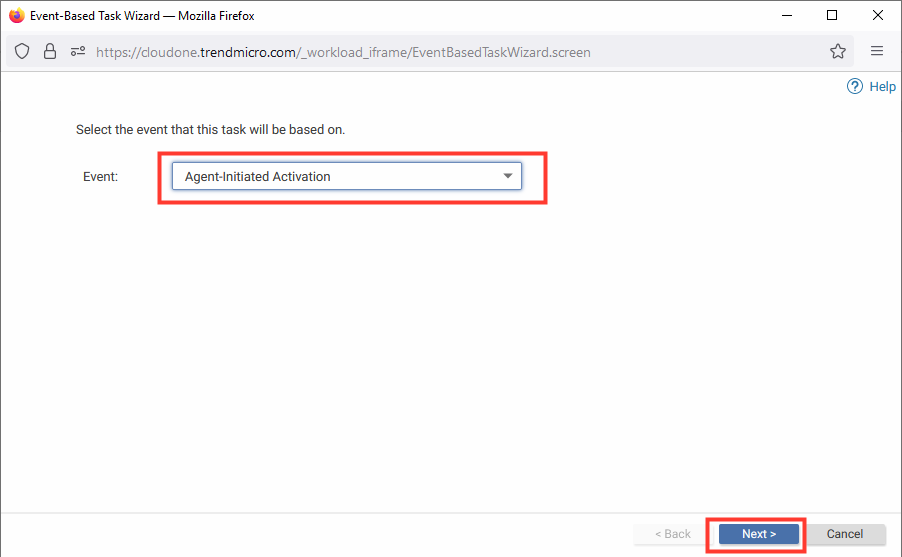 Event-Based Task Wizard — Mozilla Firefox
https://cloudone.trendmicro.com/_workload_iframe/EventBasedTaskWizard.screen
? Help
Select the event that this task will be based on.
Event: Agent-Initiated Activation
< Back Next > Cancel